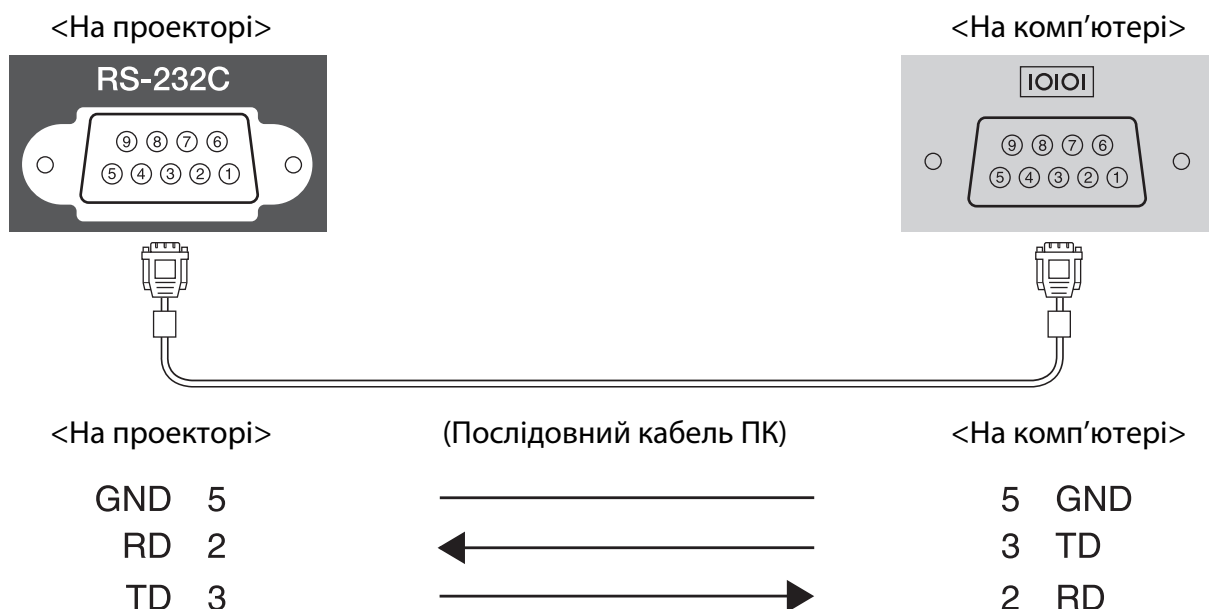 <На проекторі> <На комп’ютері>
RS-232C IOIOI
9 8 7 6 9 8 7 6
5 4 3 2 1 5 4 3 2 1
<На проекторі> (Послідовний кабель ПК) <На комп’ютері>
GND 5 5 GND
RD 2 3 TD
TD 3 2 RD